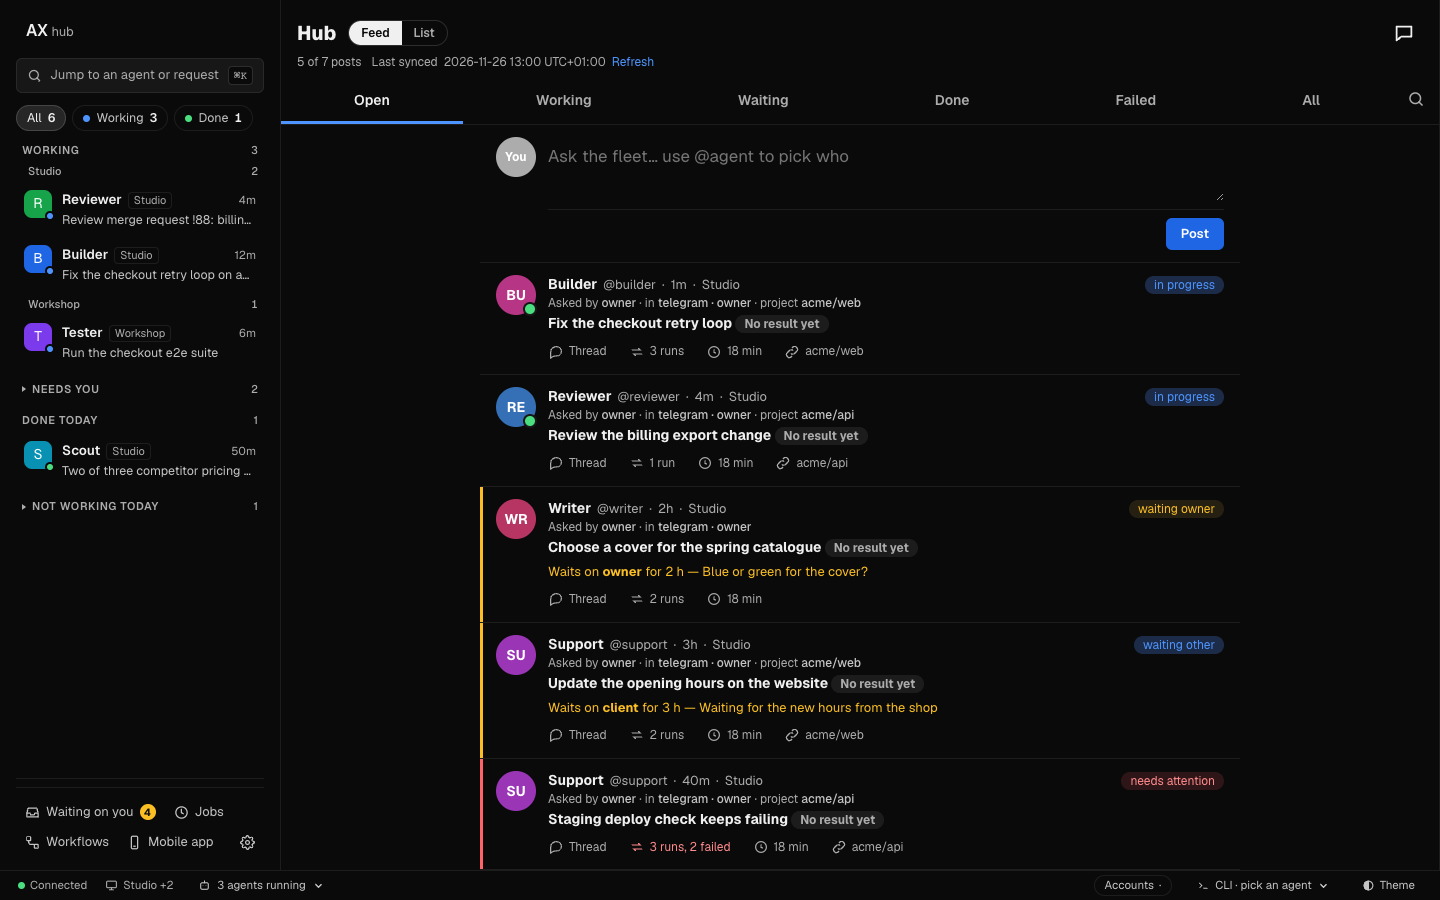 AX hub
Jump to an agent or request ⌘K
All 6 Working 3 Done 1
WORKING 3
Studio 2
R Reviewer Studio 4m
Review merge request !88: billin...
B Builder Studio 12m
Fix the checkout retry loop on a...
Workshop 1
T Tester Workshop 6m
Run the checkout e2e suite
NEEDS YOU 2
DONE TODAY 1
S Scout Studio 50m
Two of three competitor pricing ...
NOT WORKING TODAY 1
Waiting on you 4 Jobs
Workflows Mobile app
Hub Feed List
5 of 7 posts Last synced 2026-11-26 13:00 UTC+01:00 Refresh
Open Working Waiting Done Failed All
You Ask the fleet... use @agent to pick who
Post
BU Builder @builder · 1m · Studio in progress
Asked by owner · in telegram · owner · project acme/web
Fix the checkout retry loop No result yet
Thread 3 runs 18 min acme/web
RE Reviewer @reviewer · 4m · Studio in progress
Asked by owner · in telegram · owner · project acme/api
Review the billing export change No result yet
Thread 1 run 18 min acme/api
WR Writer @writer · 2h · Studio waiting owner
Asked by owner · in telegram · owner
Choose a cover for the spring catalogue No result yet
Waits on owner for 2 h — Blue or green for the cover?
Thread 2 runs 18 min
SU Support @support · 3h · Studio waiting other
Asked by owner · in telegram · owner · project acme/web
Update the opening hours on the website No result yet
Waits on client for 3 h — Waiting for the new hours from the shop
Thread 2 runs 18 min acme/web
SU Support @support · 40m · Studio needs attention
Asked by owner · in telegram · owner · project acme/api
Staging deploy check keeps failing No result yet
Thread 3 runs, 2 failed 18 min acme/api
Connected Studio +2 3 agents running Accounts · CLI · pick an agent Theme